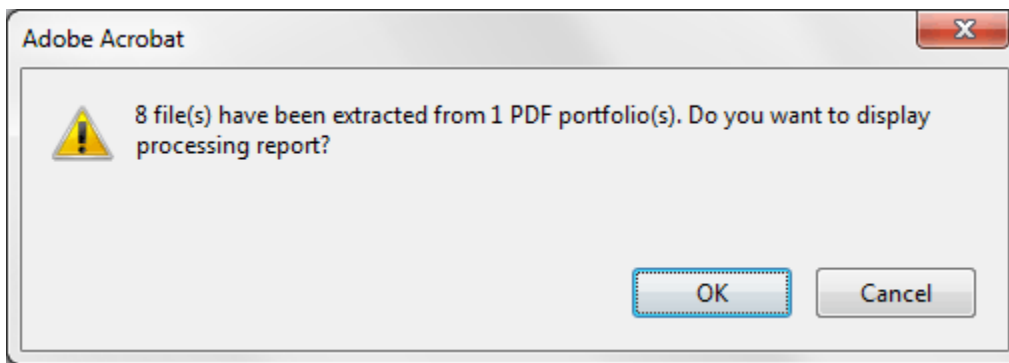 Adobe Acrobat
8 file(s) have been extracted from 1 PDF portfolio(s). Do you want to display
processing report?
OK
Cancel